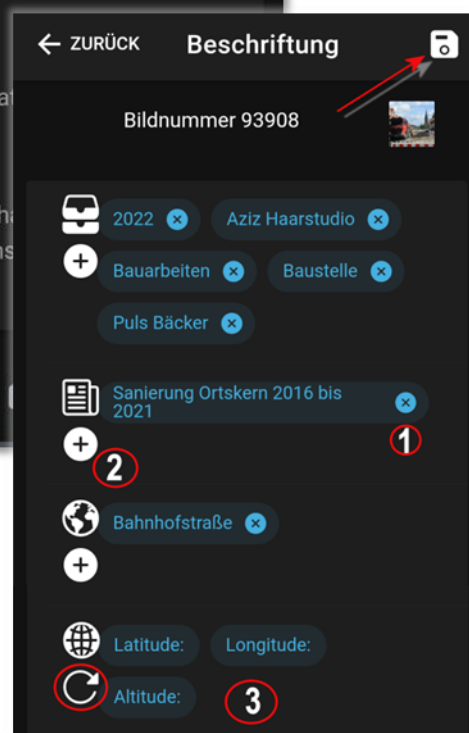 ← ZURÜCK Beschriftung
Bildnummer 93908
2022 Aziz Haarstudio
Bauarbeiten Baustelle
Puls Bäcker
Sanierung Ortskern 2016 bis
2021
1
2
Bahnhofstraße
Latitude: Longitude:
Altitude: 3